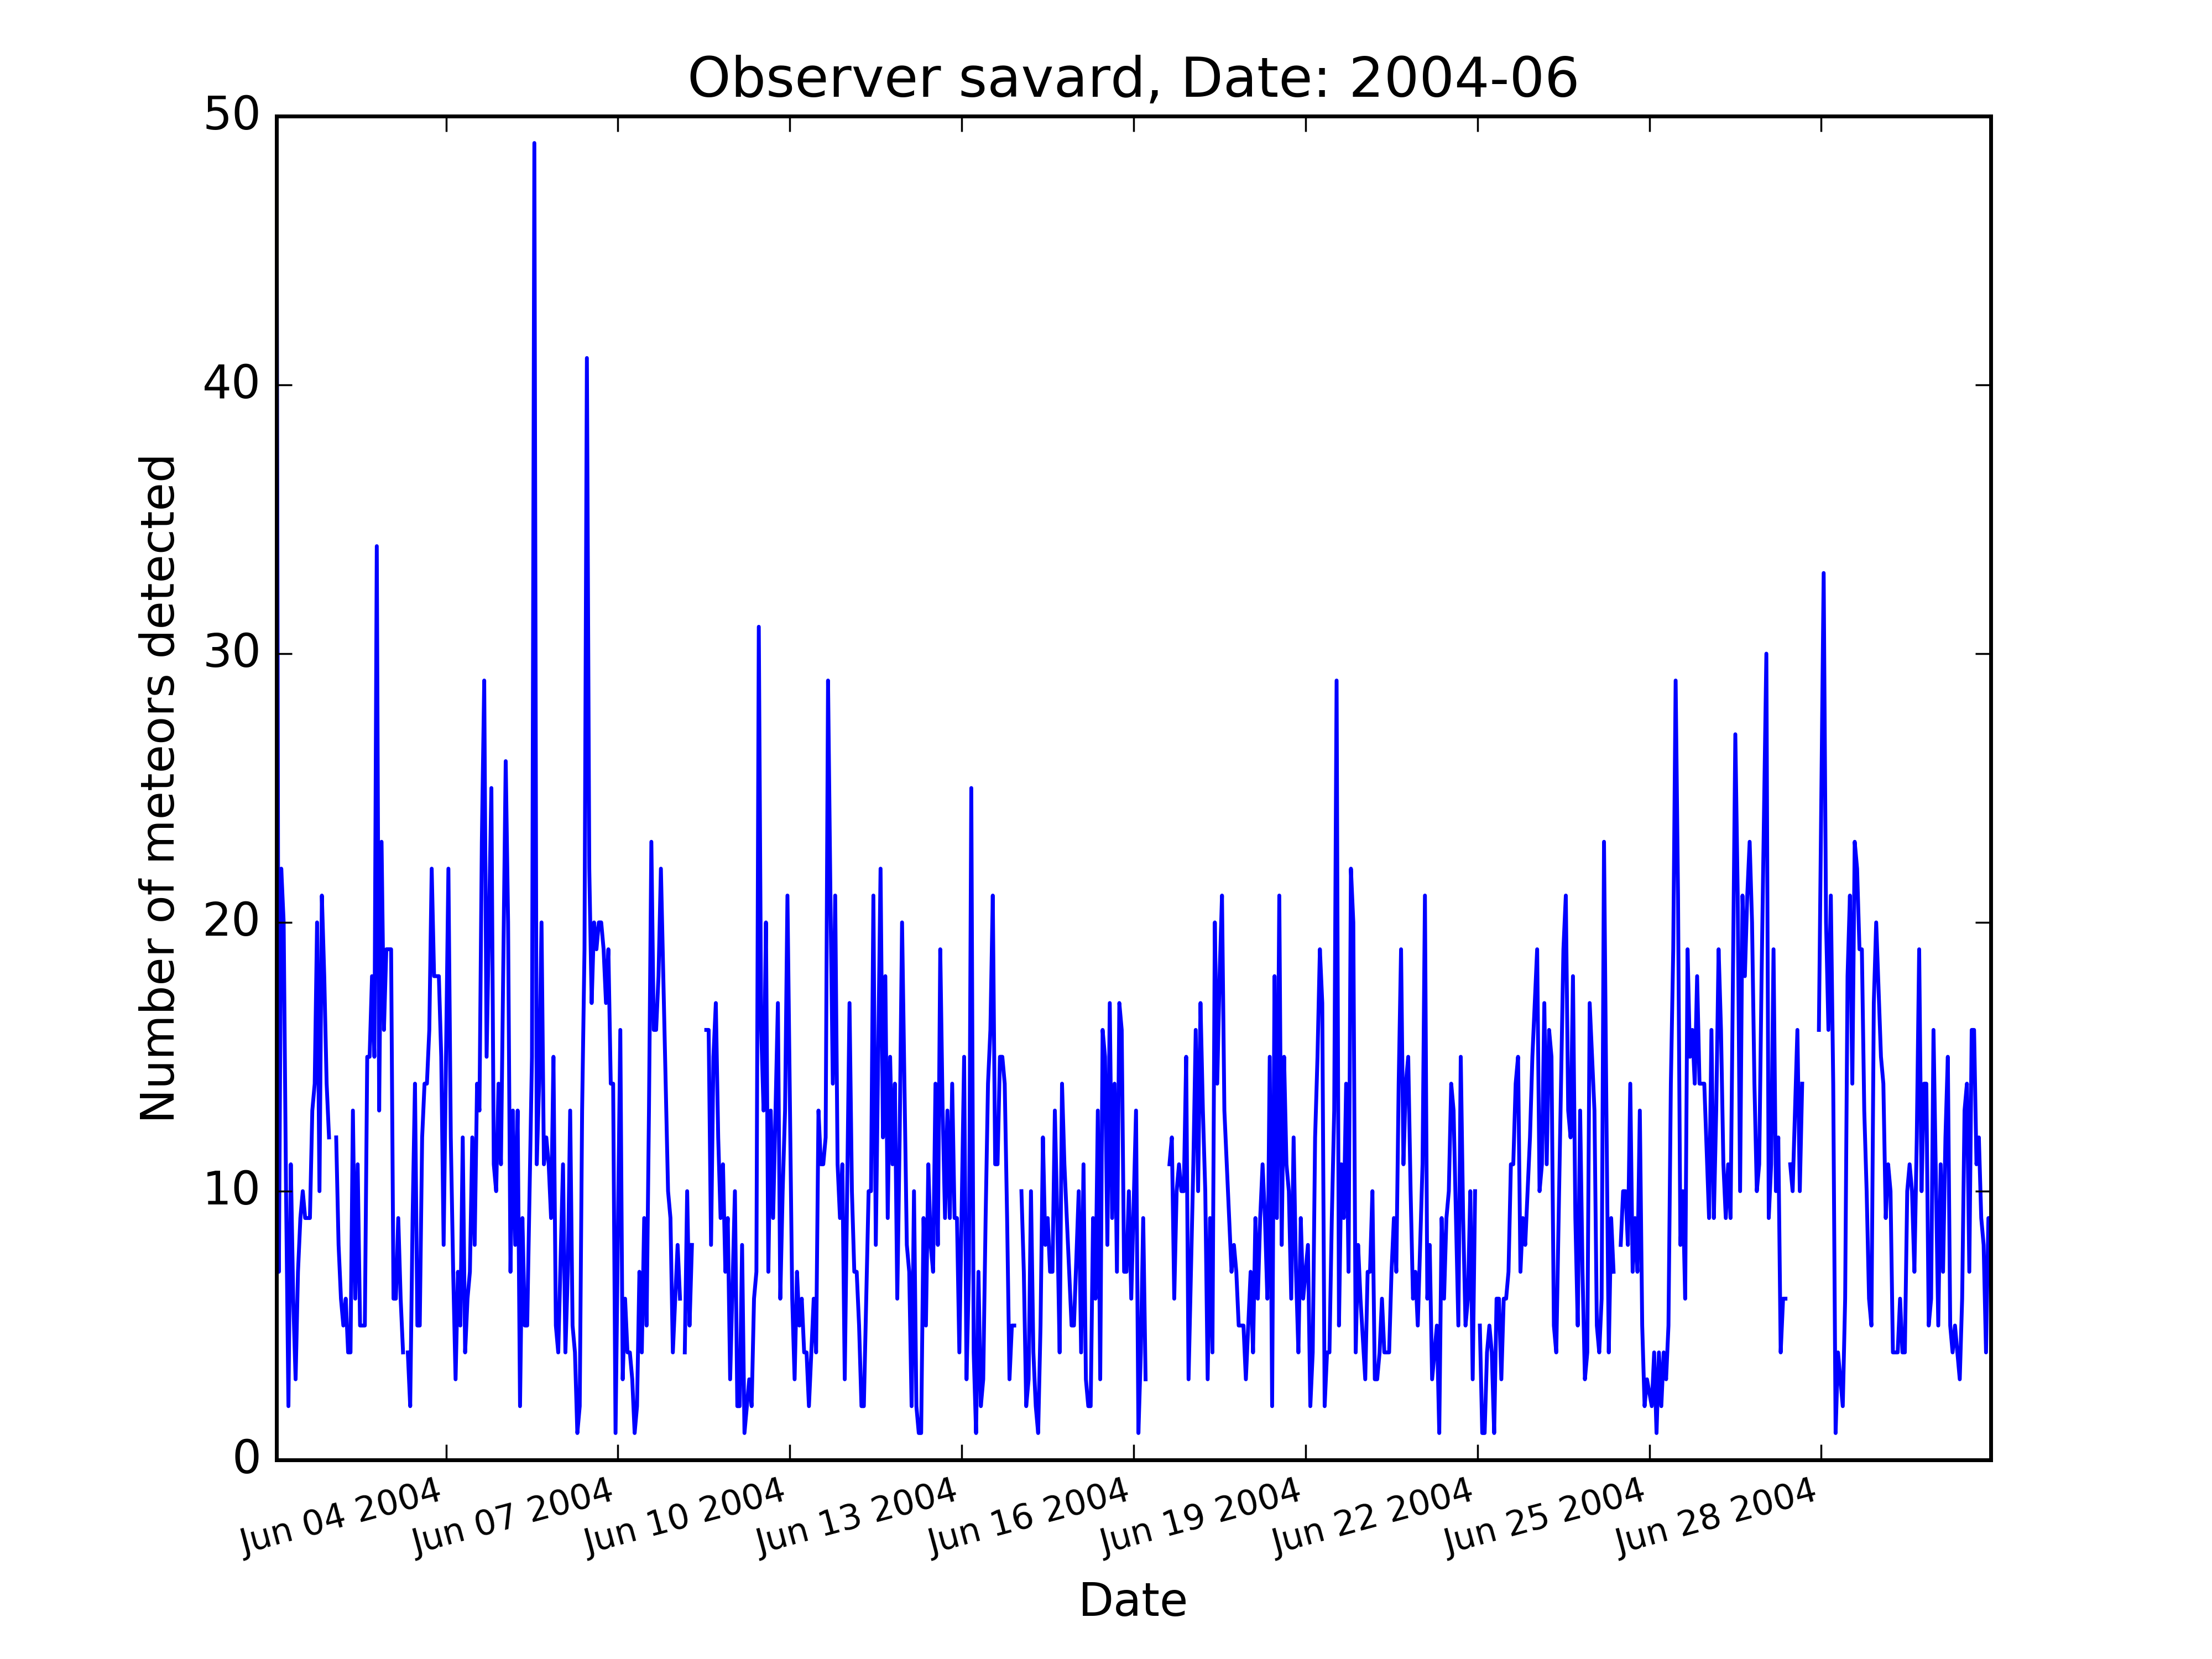 Observer savard, Date: 2004-06
50
40
30
20
10
0
Number of meteors detected
Jun 04 2004
Jun 07 2004
Jun 10 2004
Jun 13 2004
Jun 16 2004
Jun 19 2004
Jun 22 2004
Jun 25 2004
Jun 28 2004
Date